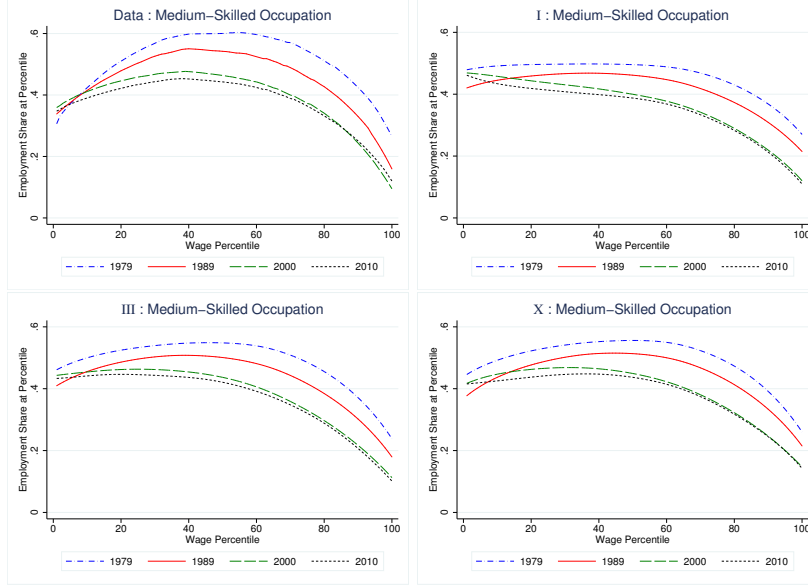 Data : Medium−Skilled Occupation
Employment Share at Percentile
.6
.4
.2
0
0 20 40 60 80 100
Wage Percentile
1979 1989 2000 2010
I : Medium−Skilled Occupation
Employment Share at Percentile
.6
.4
.2
0
0 20 40 60 80 100
Wage Percentile
1979 1989 2000 2010
III : Medium−Skilled Occupation
Employment Share at Percentile
.6
.4
.2
0
0 20 40 60 80 100
Wage Percentile
1979 1989 2000 2010
X : Medium−Skilled Occupation
Employment Share at Percentile
.6
.4
.2
0
0 20 40 60 80 100
Wage Percentile
1979 1989 2000 2010